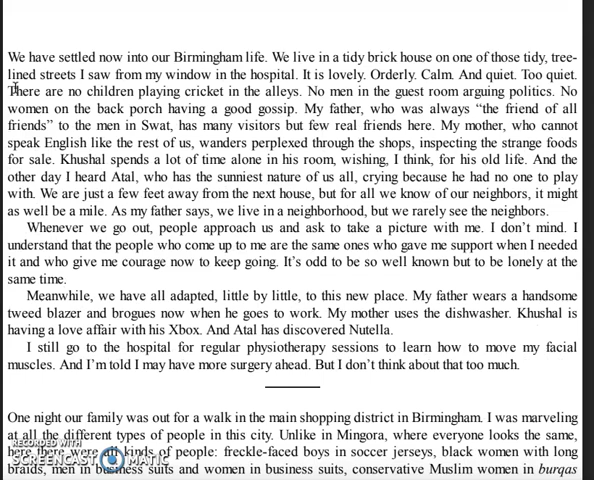 We have settled now into our Birmingham life. We live in a tidy brick house on one of those tidy, tree-
lined streets I saw from my window in the hospital. It is lovely. Orderly. Calm. And quiet. Too quiet.
There are no children playing cricket in the alleys. No men in the guest room arguing politics. No
women on the back porch having a good gossip. My father, who was always “the friend of all
friends” to the men in Swat, has many visitors but few real friends here. My mother, who cannot
speak English like the rest of us, wanders perplexed through the shops, inspecting the strange foods
for sale. Khushal spends a lot of time alone in his room, wishing, I think, for his old life. And the
other day I heard Atal, who has the sunniest nature of us all, crying because he had no one to play
with. We are just a few feet away from the next house, but for all we know of our neighbors, it might
as well be a mile. As my father says, we live in a neighborhood, but we rarely see the neighbors.
Whenever we go out, people approach us and ask to take a picture with me. I don’t mind. I
understand that the people who come up to me are the same ones who gave me support when I needed
it and who give me courage now to keep going. It’s odd to be so well known but to be lonely at the
same time.
Meanwhile, we have all adapted, little by little, to this new place. My father wears a handsome
tweed blazer and brogues now when he goes to work. My mother uses the dishwasher. Khushal is
having a love affair with his Xbox. And Atal has discovered Nutella.
I still go to the hospital for regular physiotherapy sessions to learn how to move my facial
muscles. And I’m told I may have more surgery ahead. But I don’t think about that too much.
One night our family was out for a walk in the main shopping district in Birmingham. I was marveling
at all the different types of people in this city. Unlike in Mingora, where everyone looks the same,
here there were all kinds of people: freckle-faced boys in soccer jerseys, black women with long
braids, men in business suits and women in business suits, conservative Muslim women in burqas
RECORDED WITH
SCREENCAST MATIC